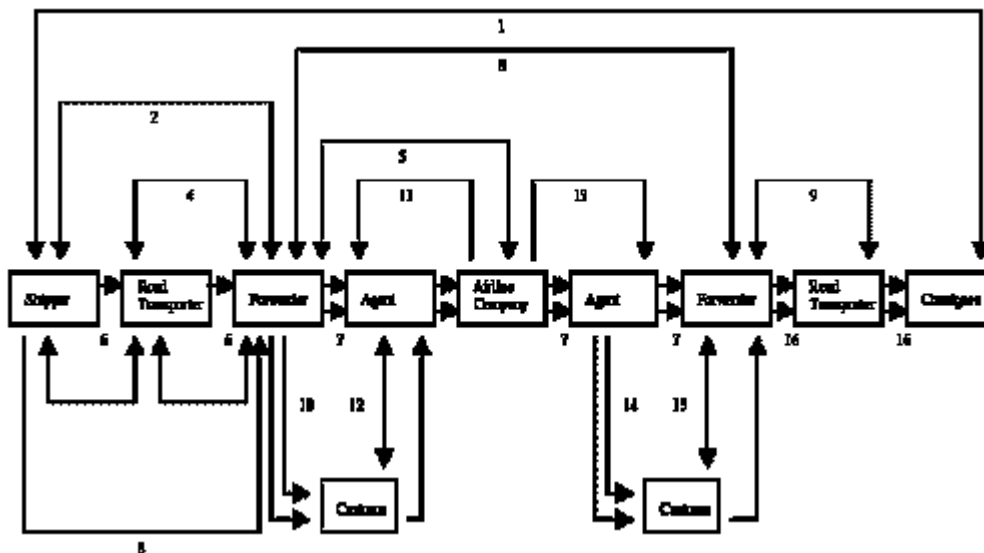 1
8
2
5
4
11
13
9
Shipper
Road
Transporter
Forwarder
Agent
Airline
Company
Agent
Forwarder
Road
Transporter
Consignee
6
6
7
7
7
16
16
10
12
14
15
Customs
Customs